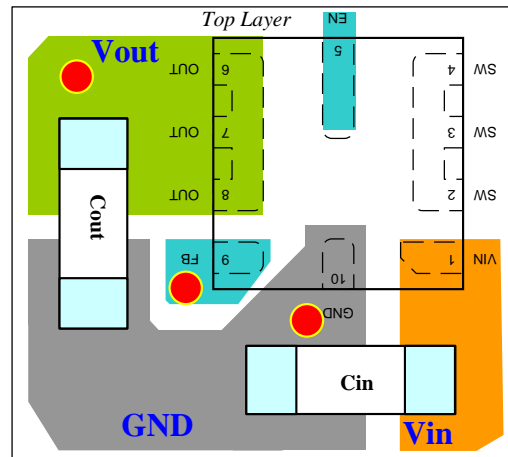 Top Layer
EN
5
Vout
OUT
6
4
SW
OUT
7
3
SW
OUT
8
2
SW
Cout
FB
9
10
1
VIN
GND
Cin
GND
Vin